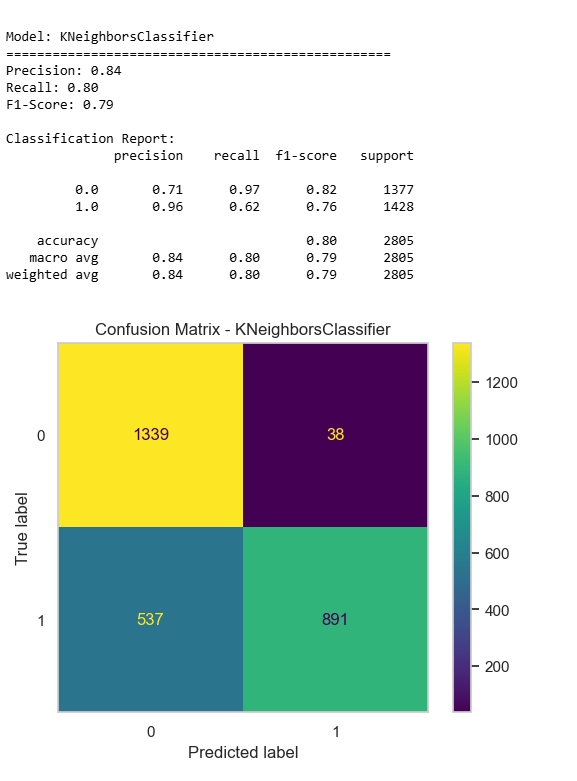 Model: KNeighborsClassifier
==================================================
Precision: 0.84
Recall: 0.80
F1-Score: 0.79
Classification Report:
precision recall f1-score support
0.0 0.71 0.97 0.82 1377
1.0 0.96 0.62 0.76 1428
accuracy 0.80 2805
macro avg 0.84 0.80 0.79 2805
weighted avg 0.84 0.80 0.79 2805
Confusion Matrix - KNeighborsClassifier
1200
1000
800
600
400
200
0
1339 38
1
537 891
True label
0 1
Predicted label